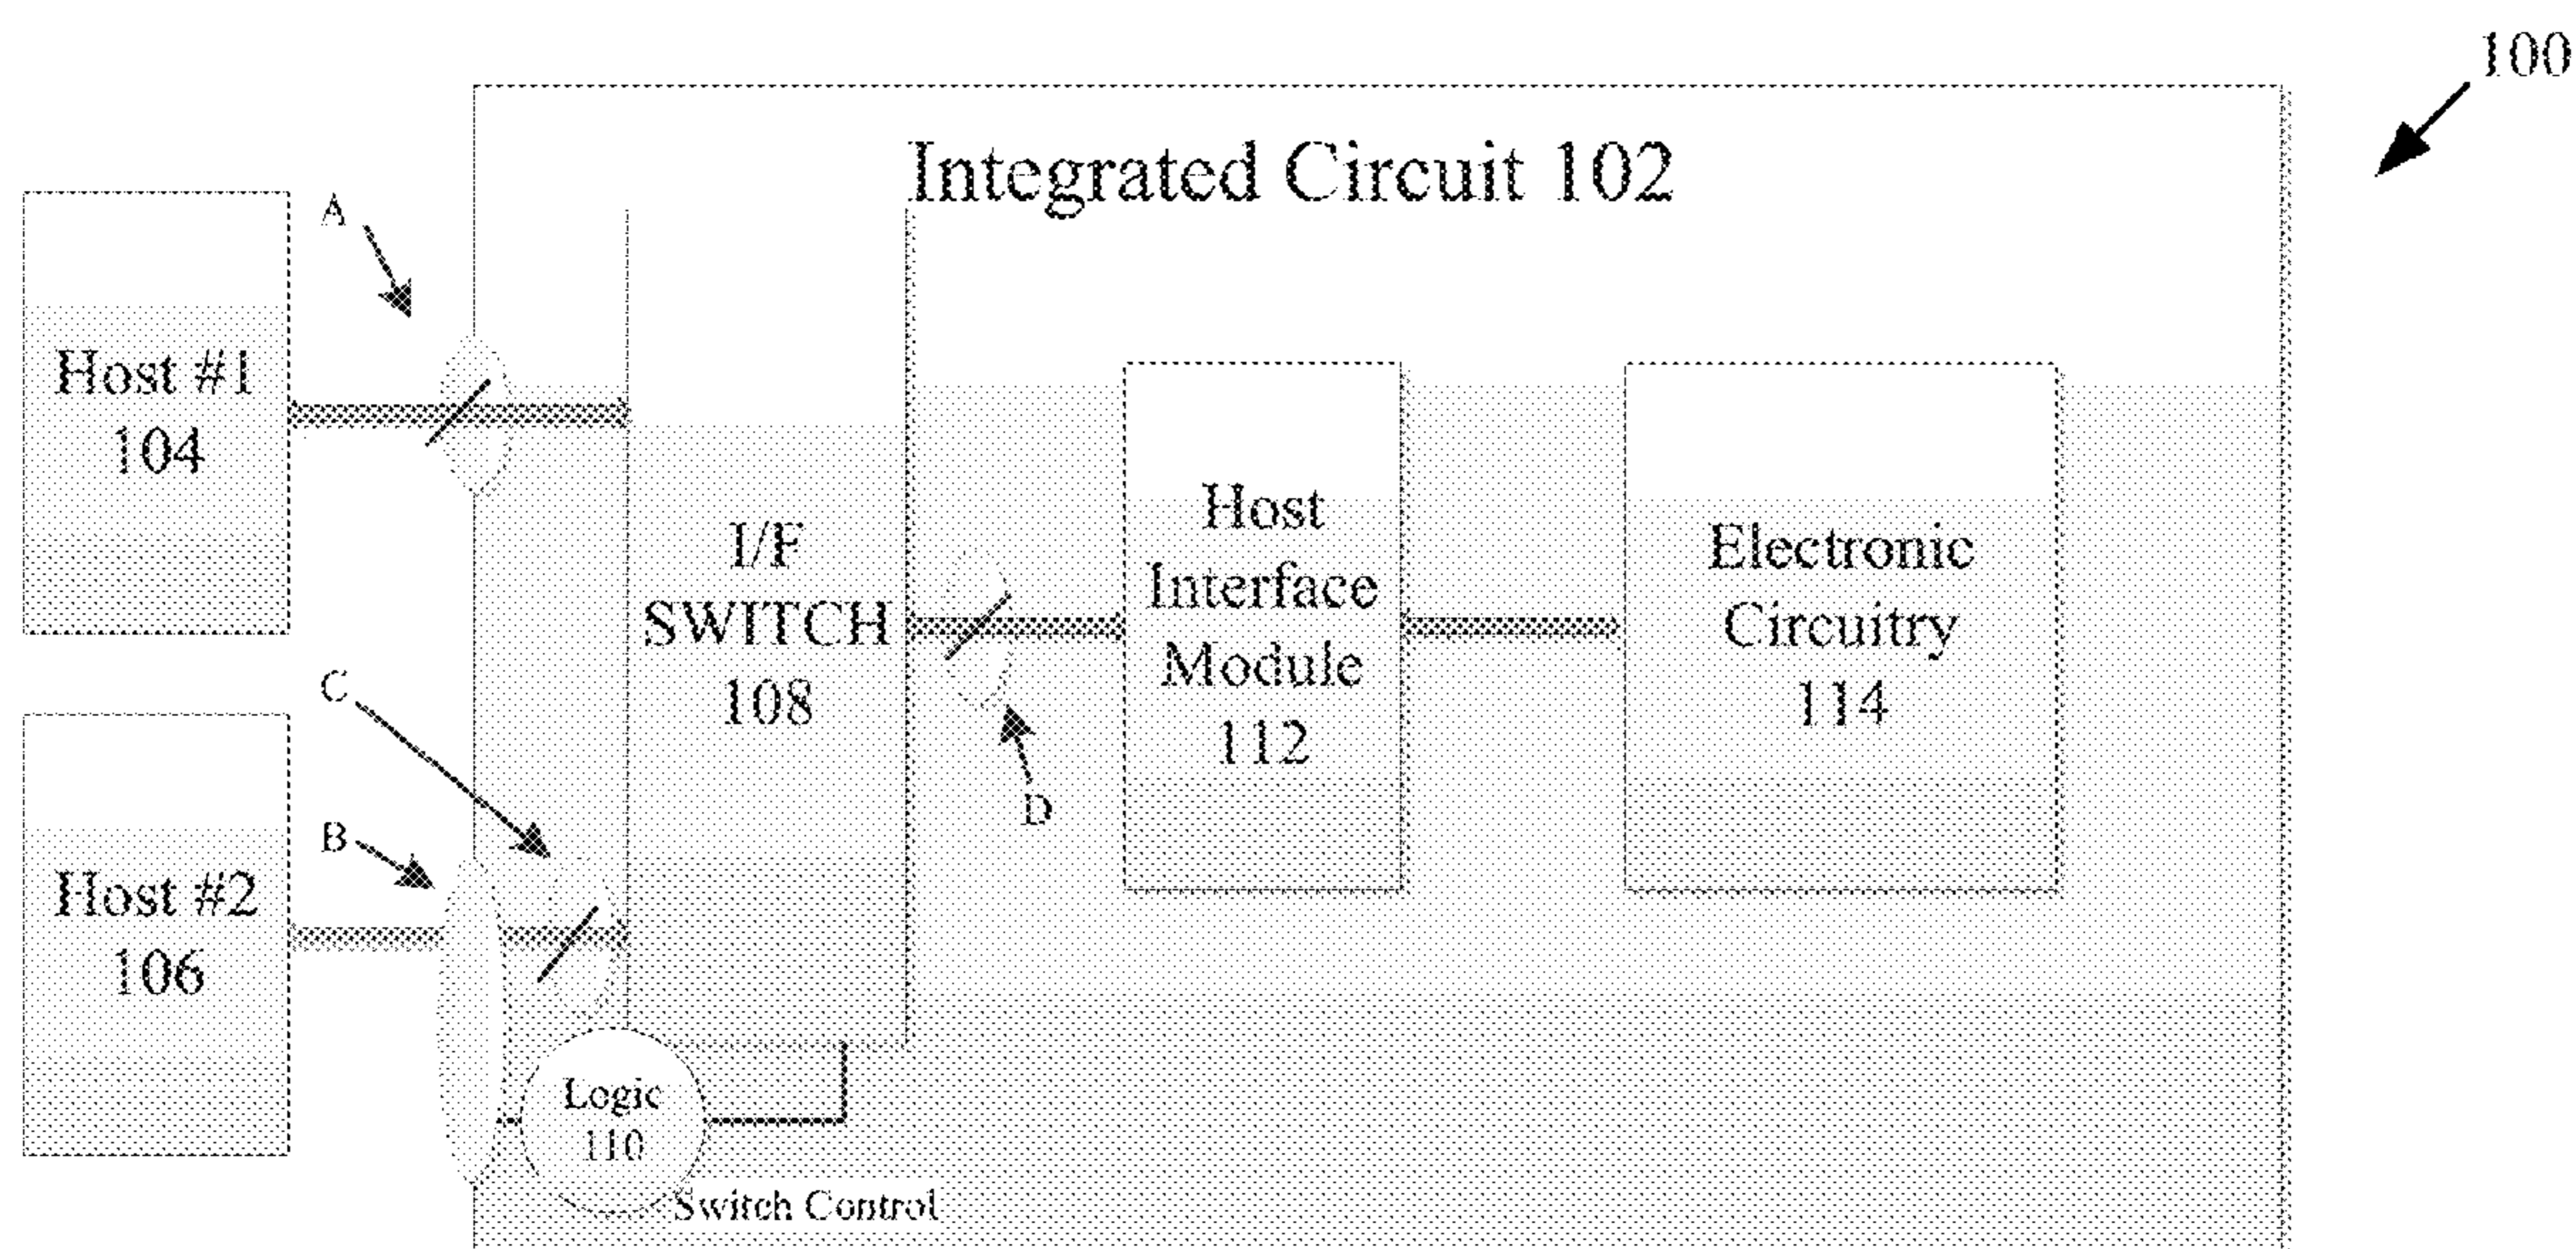 100
Integrated Circuit 102
A
Host #1
104
I/F
SWITCH
108
Host
Interface
Module
112
Electronic
Circuitry
114
C
D
B
Host #2
106
Logic
110
Switch Control